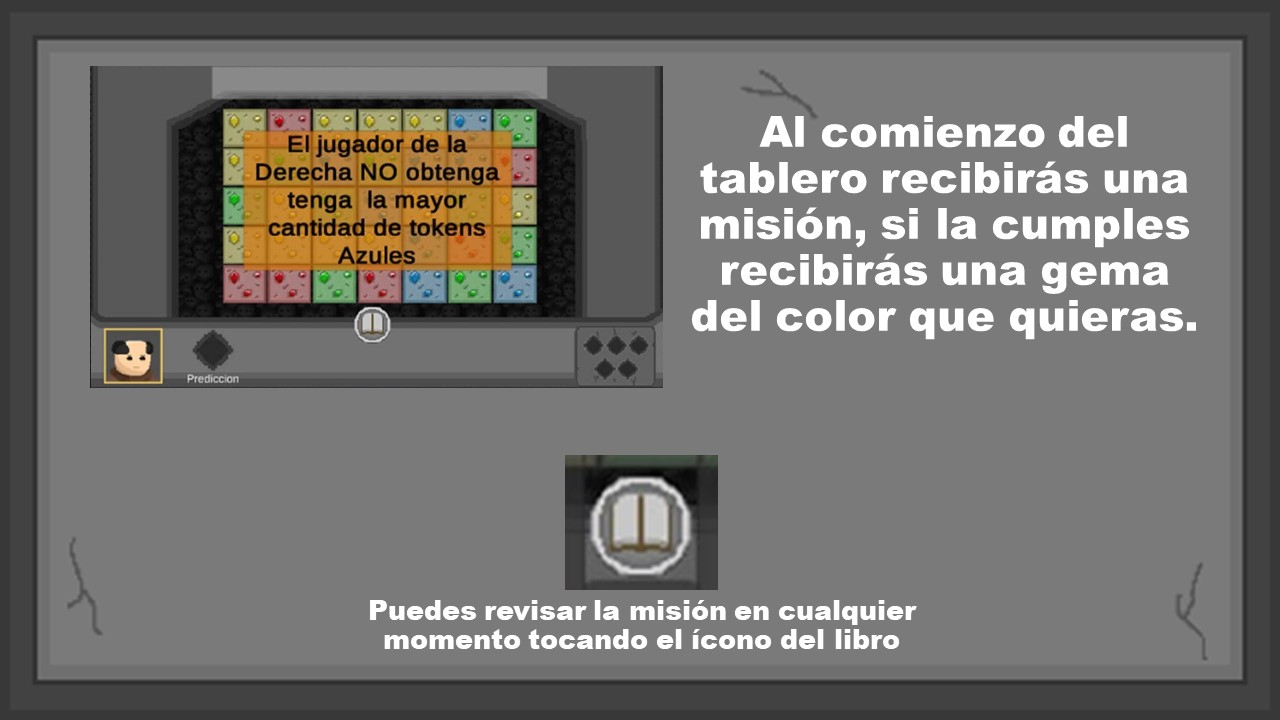 El jugador de la
Derecha NO obtenga
tenga la mayor
cantidad de tokens
Azules
Prediccion
Al comienzo del
tablero recibirás una
misión, si la cumples
recibirás una gema
del color que quieras.
Puedes revisar la misión en cualquier
momento tocando el ícono del libro